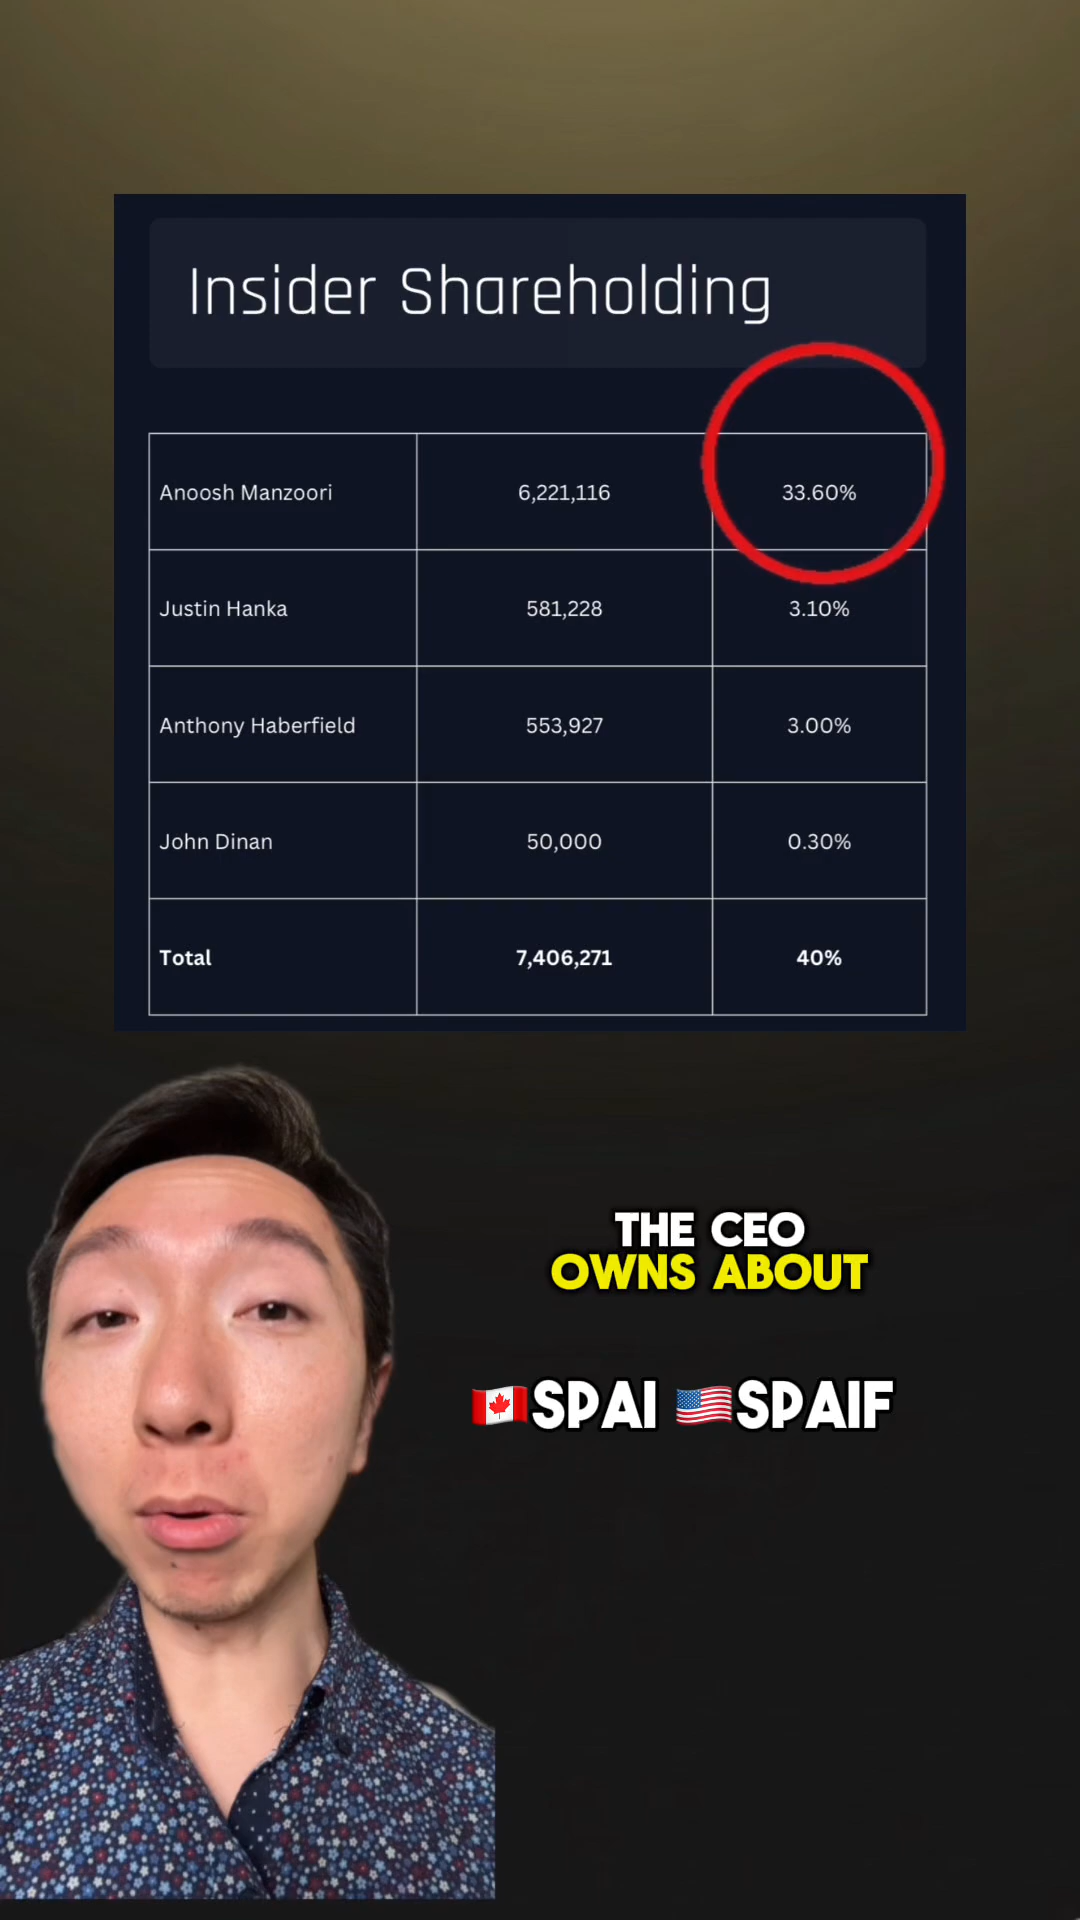 Insider Shareholding
Anoosh Manzoori 6,221,116 33.60%
Justin Hanka 581,228 3.10%
Anthony Haberfield 553,927 3.00%
John Dinan 50,000 0.30%
Total 7,406,271 40%
THE CEO
OWNS ABOUT
🇨🇦SPAI 🇺🇸SPAIF